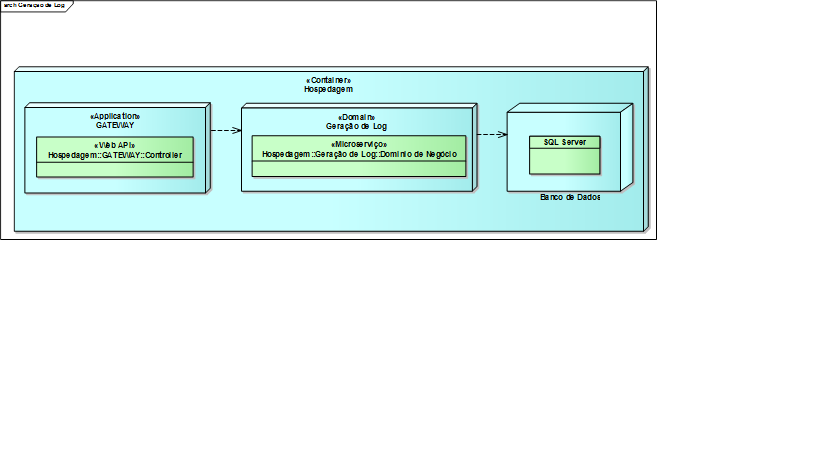 arch Geração de Log
«Container»
Hospedagem
«Application»
GATEWAY
«Web API»
Hospedagem::GATEWAY::Controller
«Domain»
Geração de Log
«Microserviço»
Hospedagem::Geração de Log::Dominio de Negócio
SQL Server
Banco de Dados